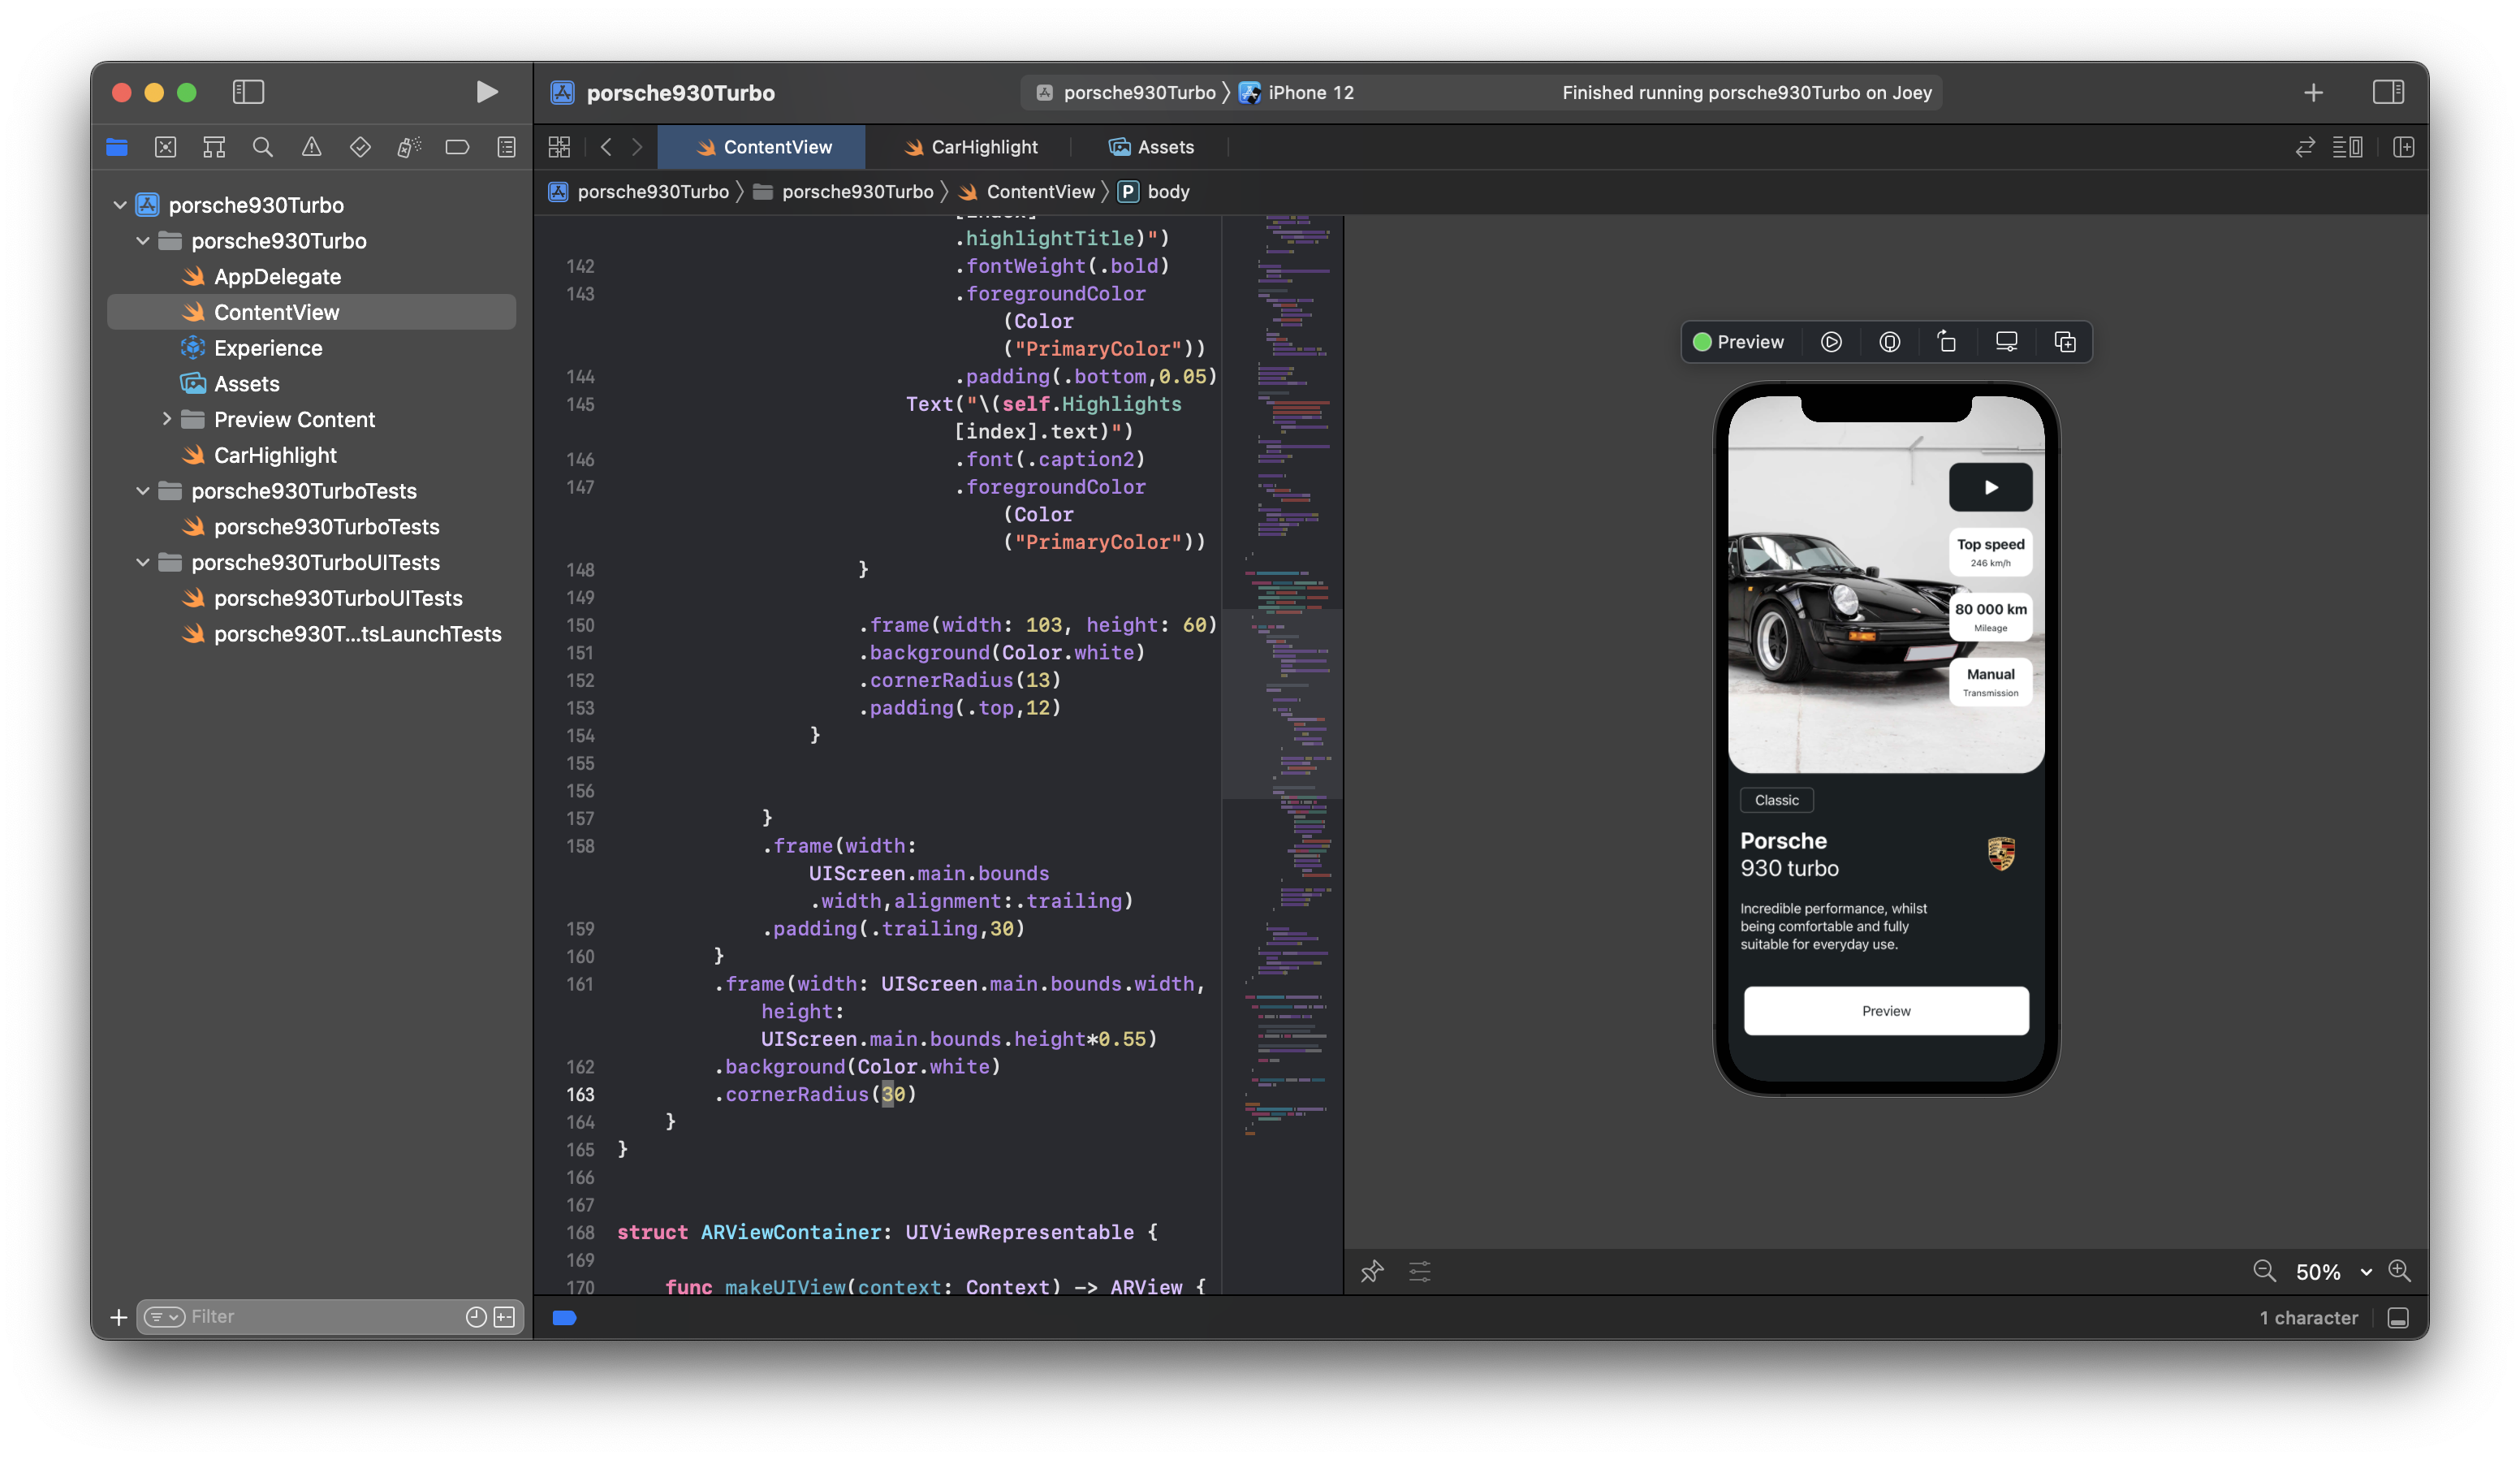 porsche930Turbo
porsche930Turbo
iPhone 12
Finished running porsche930Turbo on Joey
ContentView
CarHighlight
Assets
porsche930Turbo
porsche930Turbo
ContentView
P
body
porsche930Turbo
porsche930Turbo
AppDelegate
ContentView
Experience
Assets
Preview Content
CarHighlight
porsche930TurboTests
porsche930TurboTests
porsche930TurboUITests
porsche930TurboUITests
porsche930T...tsLaunchTests
Filter
.highlightTitle)")
142 .fontWeight(.bold)
143 .foregroundColor
(Color
("PrimaryColor"))
144 .padding(.bottom,0.05)
145 Text("\(self.Highlights
[index].text)")
146 .font(.caption2)
147 .foregroundColor
(Color
("PrimaryColor"))
148 }
149
150 .frame(width: 103, height: 60)
151 .background(Color.white)
152 .cornerRadius(13)
153 .padding(.top,12)
154 }
155
156
157 }
158 .frame(width:
UIScreen.main.bounds
.width,alignment:.trailing)
159 .padding(.trailing,30)
160 }
161 .frame(width: UIScreen.main.bounds.width,
height:
UIScreen.main.bounds.height*0.55)
162 .background(Color.white)
163 .cornerRadius(30)
164 }
165 }
166
167
168 struct ARViewContainer: UIViewRepresentable {
169
170 func makeUIView(context: Context) -> ARView {
Preview
Top speed
246 km/h
80 000 km
Mileage
Manual
Transmission
Classic
Porsche
930 turbo
Incredible performance, whilst
being comfortable and fully
suitable for everyday use.
Preview
50%
1 character